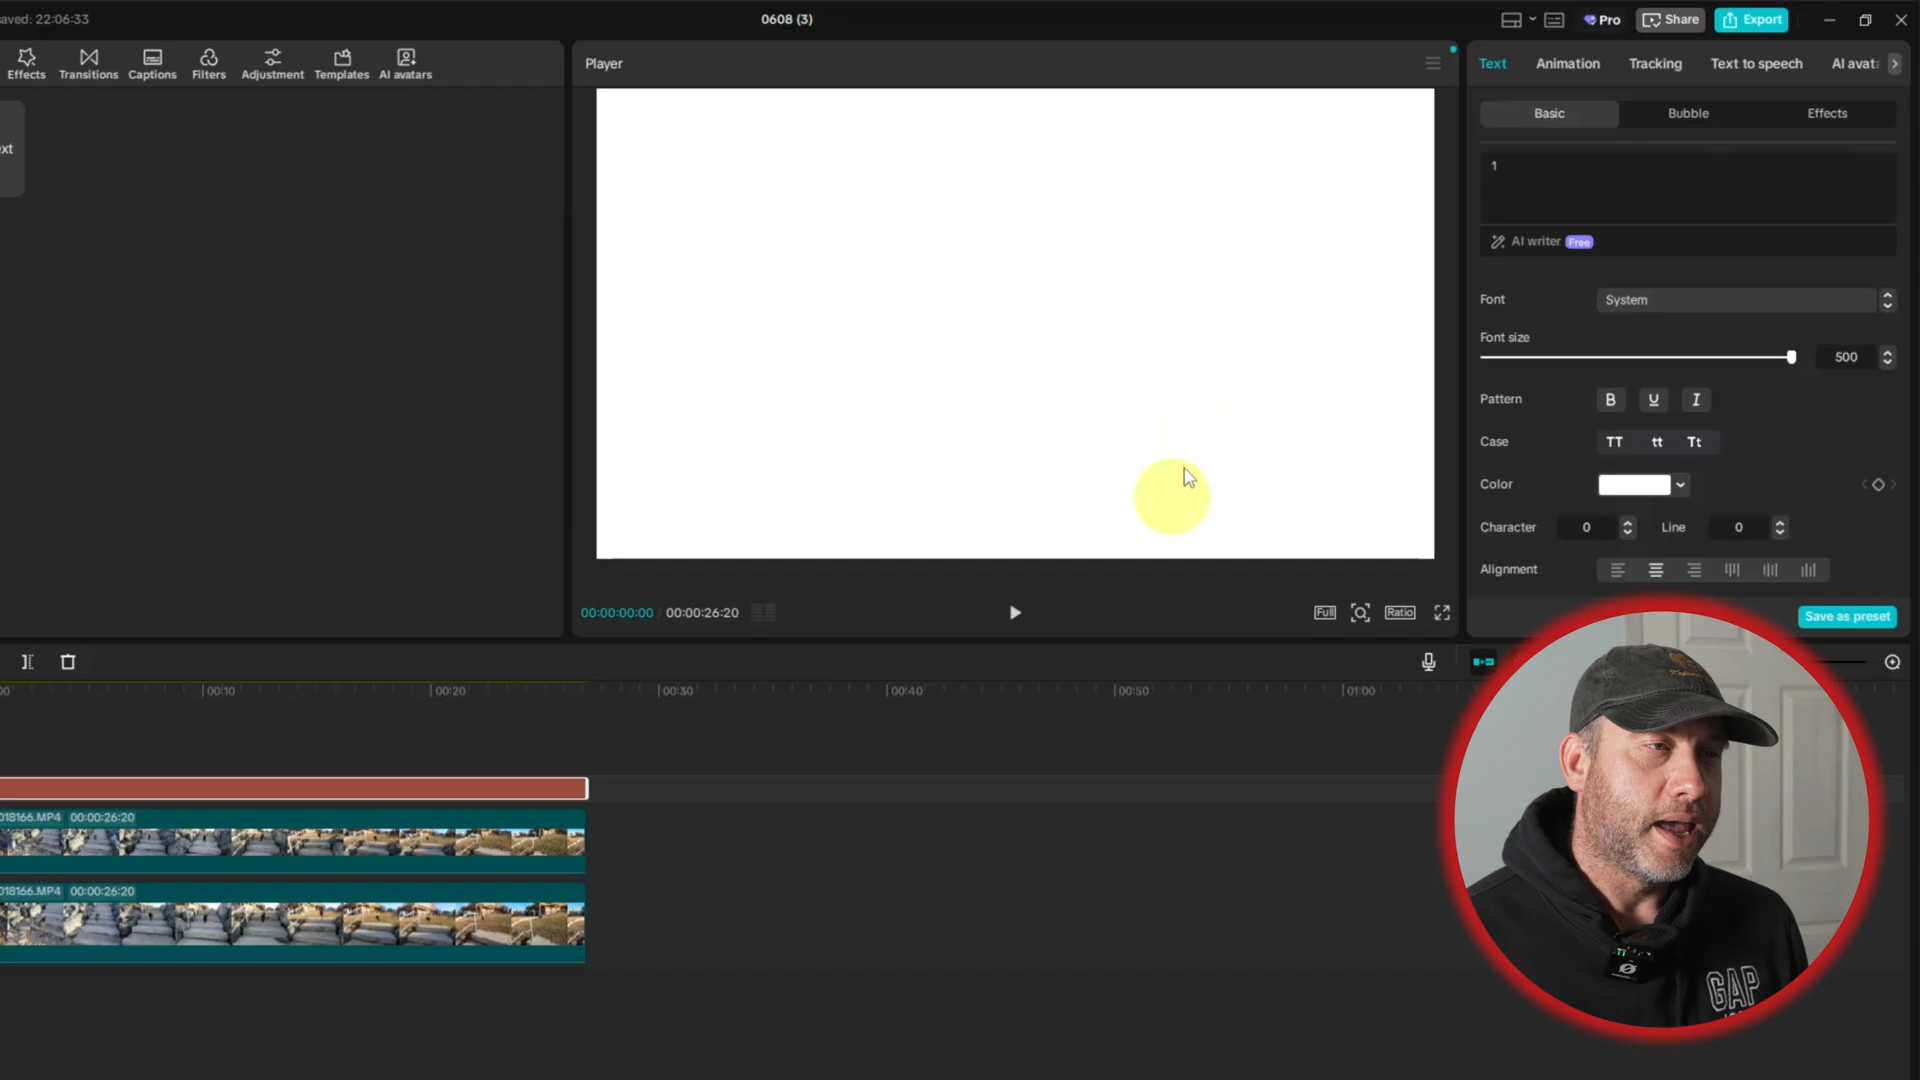 aved: 22:06:33
0608 (3)
Pro
Share
Export
Effects
Transitions
Captions
Filters
Adjustment
Templates
AI avatars
Player
Text
Animation
Tracking
Text to speech
AI avata
Basic
Bubble
Effects
xt
1
AI writer Free
Font
System
Font size
500
Pattern
B U I
Case
TT tt Tt
Color
Character 0 Line 0
Alignment
00:00:00:00 / 00:00:26:20
Full
Ratio
Save as preset
00 00:10 00:20 00:30 00:40 00:50 01:00
018166.MP4 00:00:26:20
018166.MP4 00:00:26:20
GAP